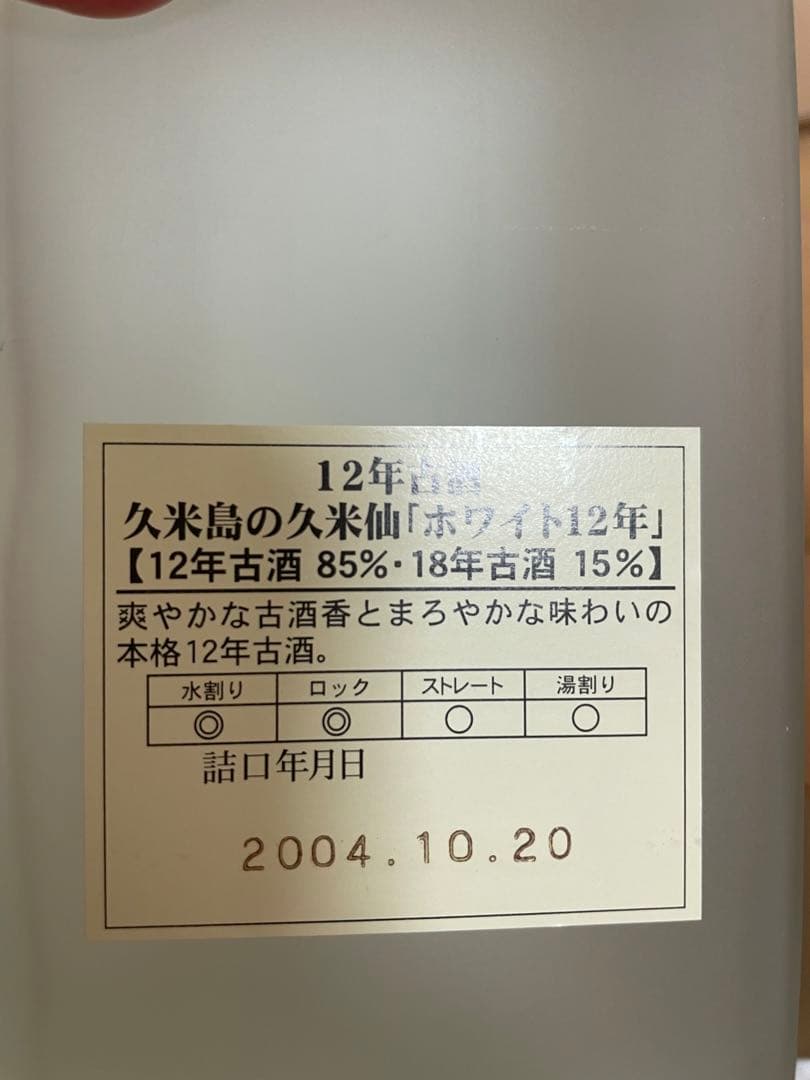 12年古酒
久米島の久米仙「ホワイト12年」
【12年古酒 85%・18年古酒 15%】
爽やかな古酒香とまろやかな味わいの
本格12年古酒。
水割り ロック ストレート 湯割り
◎ ◎ ○ ○
詰口年月日
2004.10.20